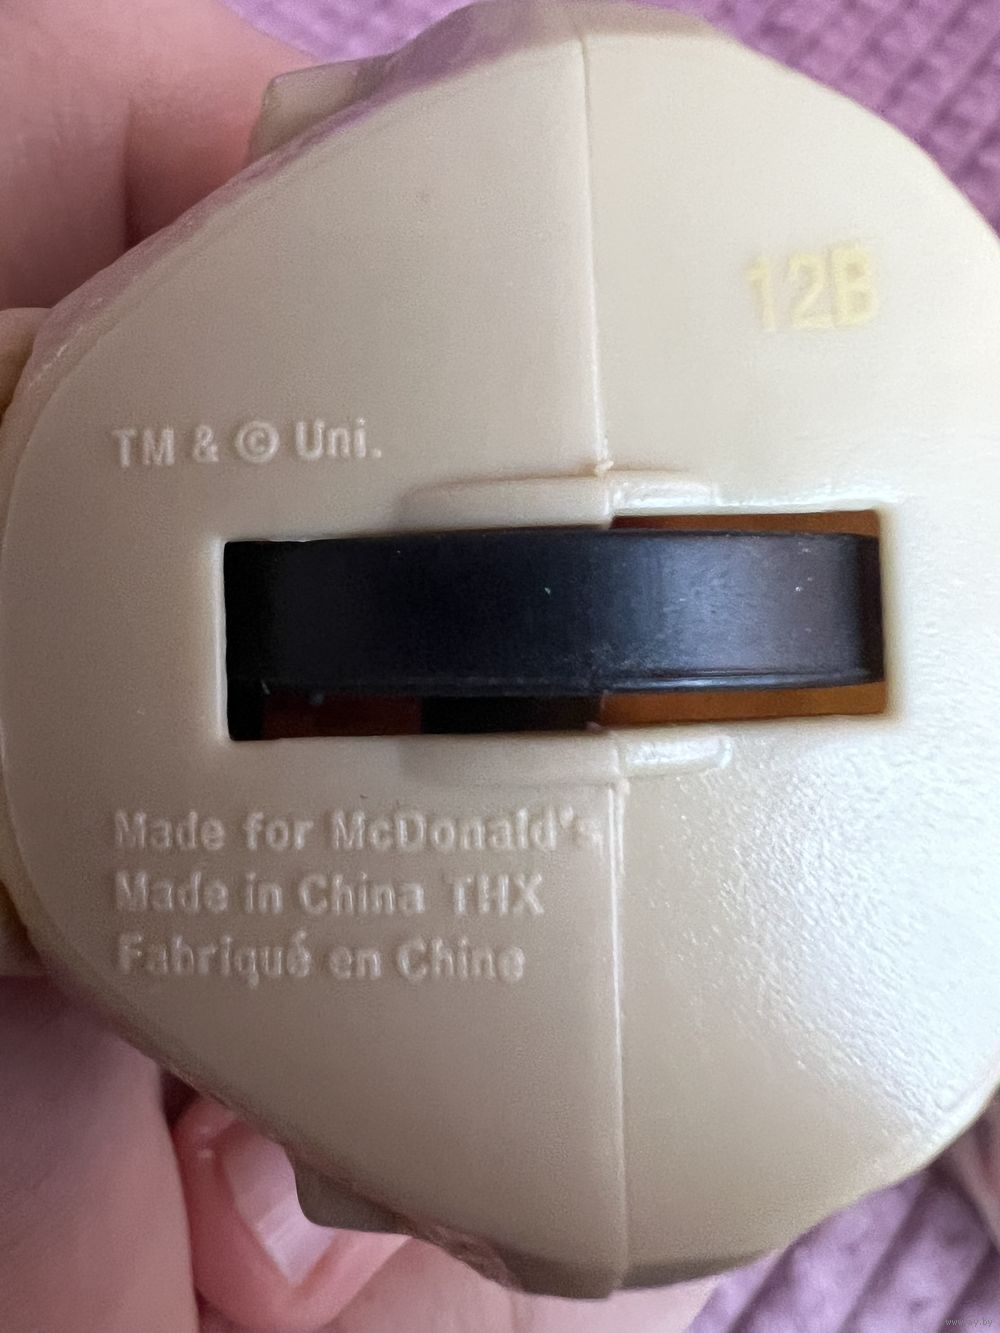 12B
TM & © Uni.
Made for McDonald's
Made in China THX
Fabriqué en Chine